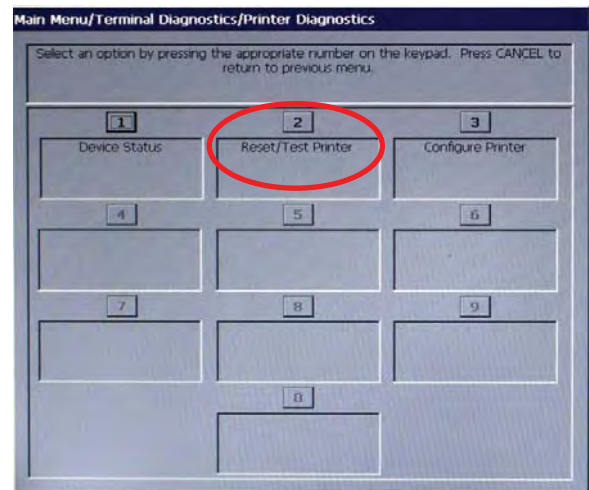 Main Menu/Terminal Diagnostics/Printer Diagnostics
Select an option by pressing the appropriate number on the keypad. Press CANCEL to
return to previous menu.
1 2 3
Device Status Reset/Test Printer Configure Printer
4 5 6
7 8 9
0